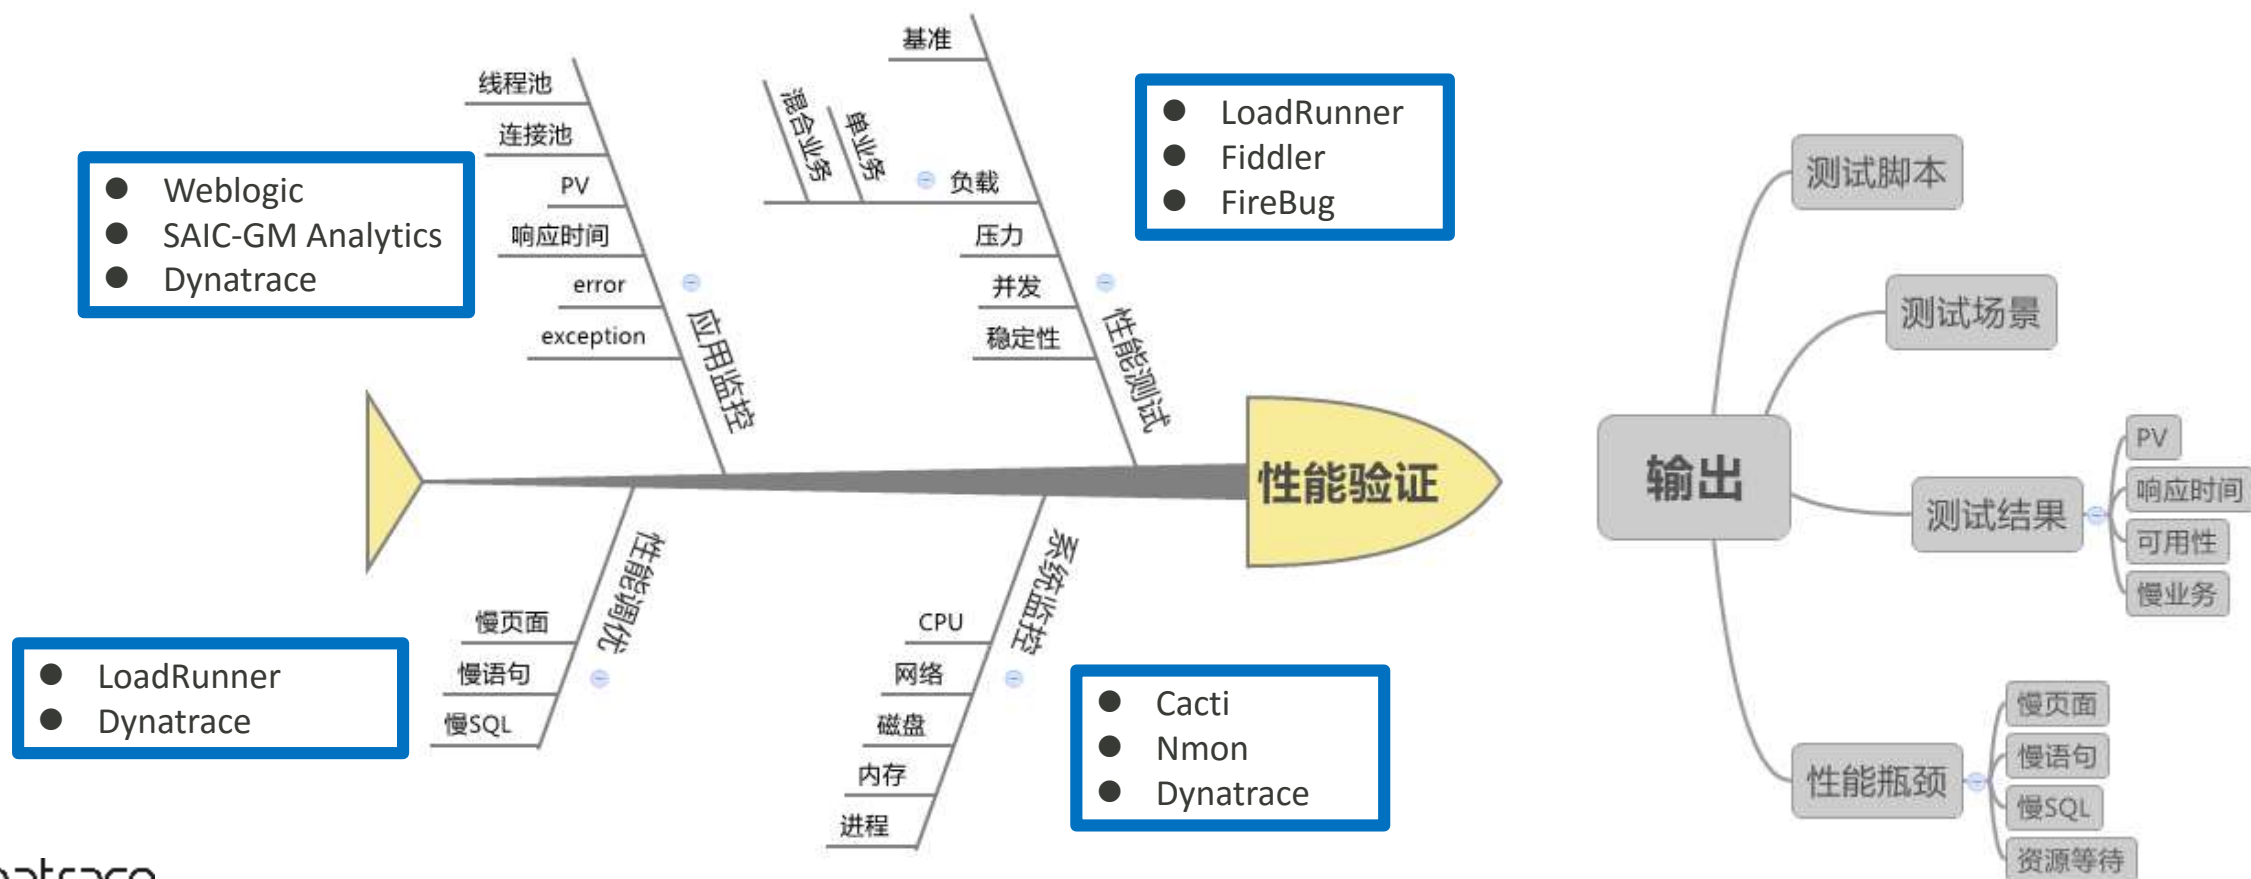 线程池
连接池
PV
响应时间
error
exception
应用监控
Weblogic
SAIC-GM Analytics
Dynatrace
基准
混合业务
单业务
负载
压力
并发
稳定性
性能测试
LoadRunner
Fiddler
FireBug
性能验证
性能调优
慢页面
慢语句
慢SQL
LoadRunner
Dynatrace
系统监控
CPU
网络
磁盘
内存
进程
Cacti
Nmon
Dynatrace
输出
测试脚本
测试场景
测试结果
PV
响应时间
可用性
慢业务
性能瓶颈
慢页面
慢语句
慢SQL
资源等待